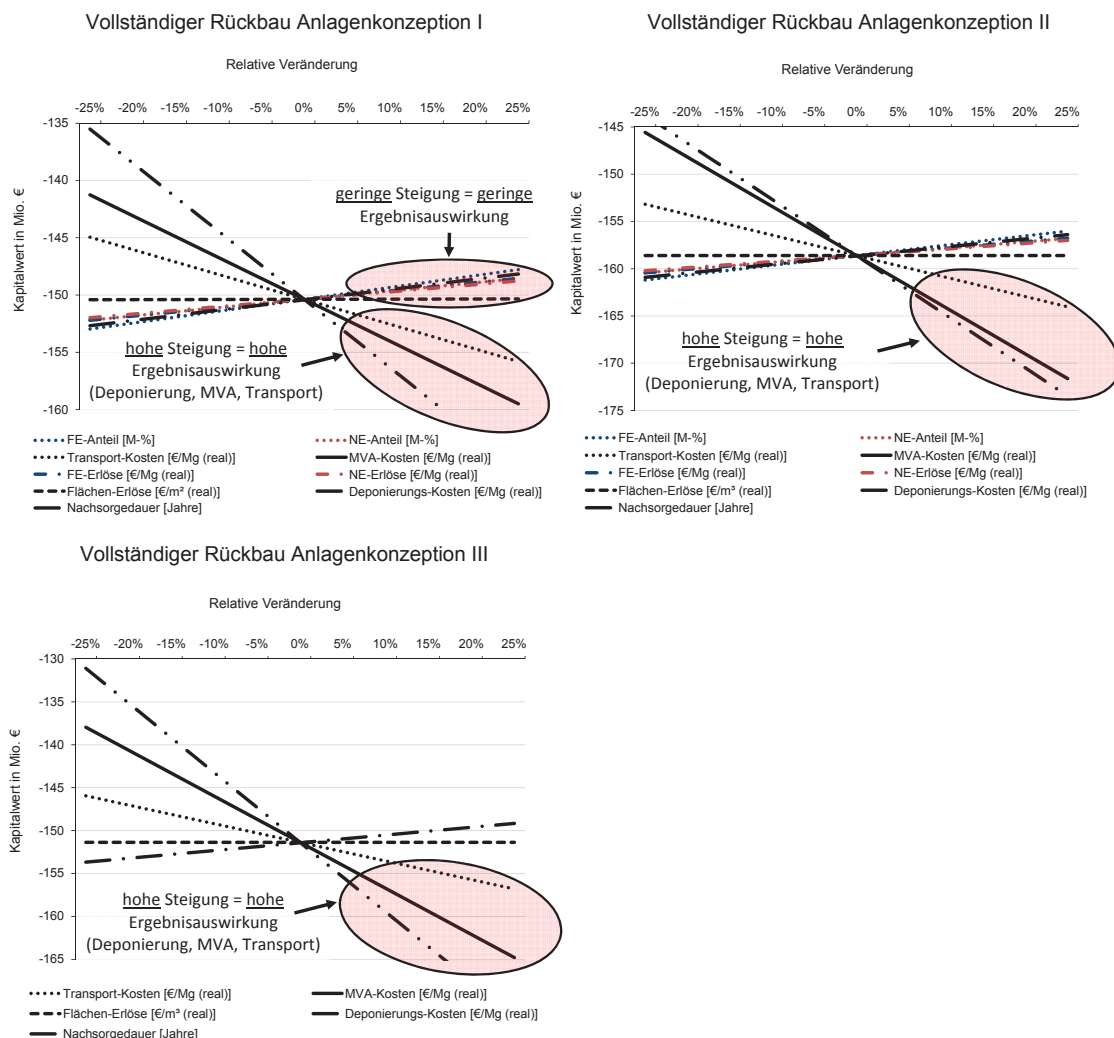 Vollständiger Rückbau Anlagenkonzeption I
Relative Veränderung
-25% -20% -15% -10% -5% 0% 5% 10% 15% 20% 25%
-135
-140
-145
-150
-155
-160
Kapitalwert in Mio. €
geringe Steigung = geringe
Ergebnisauswirkung
hohe Steigung = hohe
Ergebnisauswirkung
(Deponierung, MVA, Transport)
FE-Anteil [M-%] NE-Anteil [M-%]
Transport-Kosten [€/Mg (real)] MVA-Kosten [€/Mg (real)]
FE-Erlöse [€/Mg (real)] NE-Erlöse [€/Mg (real)]
Flächen-Erlöse [€/m² (real)] Deponierungs-Kosten [€/Mg (real)]
Nachsorgedauer [Jahre]
Vollständiger Rückbau Anlagenkonzeption II
Relative Veränderung
-25% -20% -15% -10% -5% 0% 5% 10% 15% 20% 25%
-145
-150
-155
-160
-165
-170
-175
Kapitalwert in Mio. €
hohe Steigung = hohe
Ergebnisauswirkung
(Deponierung, MVA, Transport)
FE-Anteil [M-%] NE-Anteil [M-%]
Transport-Kosten [€/Mg (real)] MVA-Kosten [€/Mg (real)]
FE-Erlöse [€/Mg (real)] NE-Erlöse [€/Mg (real)]
Flächen-Erlöse [€/m³ (real)] Deponierungs-Kosten [€/Mg (real)]
Nachsorgedauer [Jahre]
Vollständiger Rückbau Anlagenkonzeption III
Relative Veränderung
-25% -20% -15% -10% -5% 0% 5% 10% 15% 20% 25%
-130
-135
-140
-145
-150
-155
-160
-165
Kapitalwert in Mio. €
hohe Steigung = hohe
Ergebnisauswirkung
(Deponierung, MVA, Transport)
Transport-Kosten [€/Mg (real)] MVA-Kosten [€/Mg (real)]
Flächen-Erlöse [€/m³ (real)] Deponierungs-Kosten [€/Mg (real)]
Nachsorgedauer [Jahre]